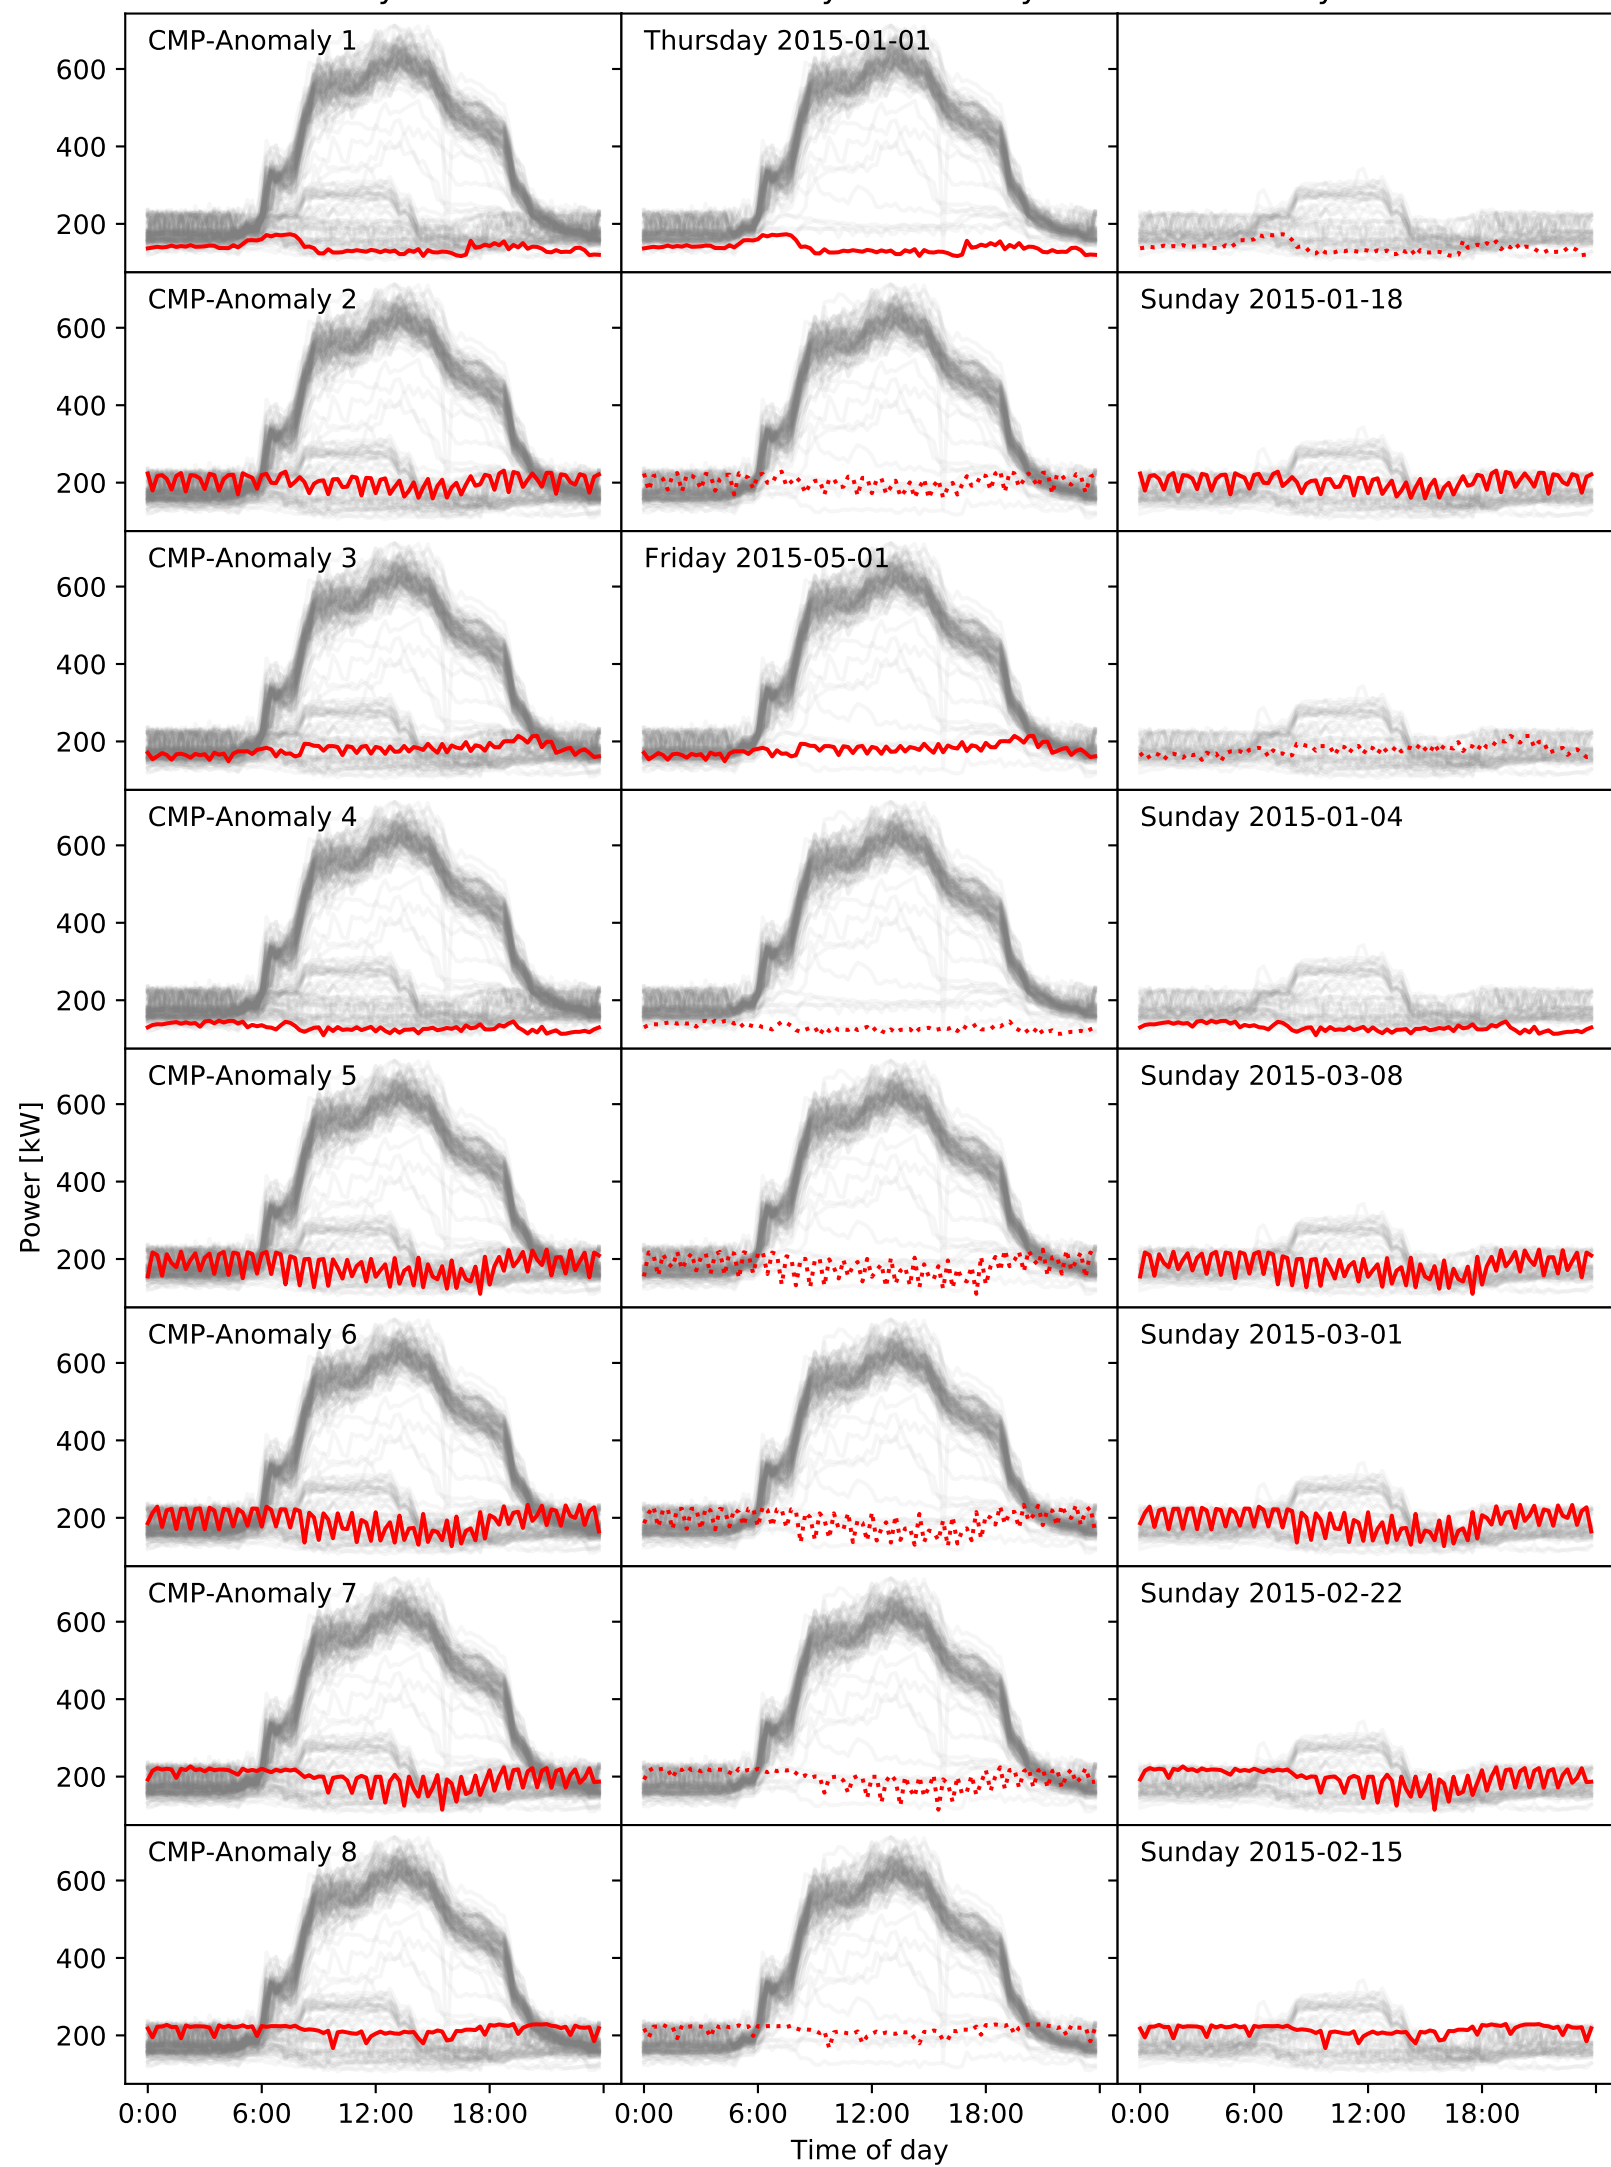 CMP-Anomaly 1 Thursday 2015-01-01
600
400
200
CMP-Anomaly 2 Sunday 2015-01-18
600
400
200
CMP-Anomaly 3 Friday 2015-05-01
600
400
200
CMP-Anomaly 4 Sunday 2015-01-04
600
400
200
CMP-Anomaly 5 Sunday 2015-03-08
600
400
200
Power [kW]
CMP-Anomaly 6 Sunday 2015-03-01
600
400
200
CMP-Anomaly 7 Sunday 2015-02-22
600
400
200
CMP-Anomaly 8 Sunday 2015-02-15
600
400
200
0:00 6:00 12:00 18:00 0:00 6:00 12:00 18:00 0:00 6:00 12:00 18:00
Time of day